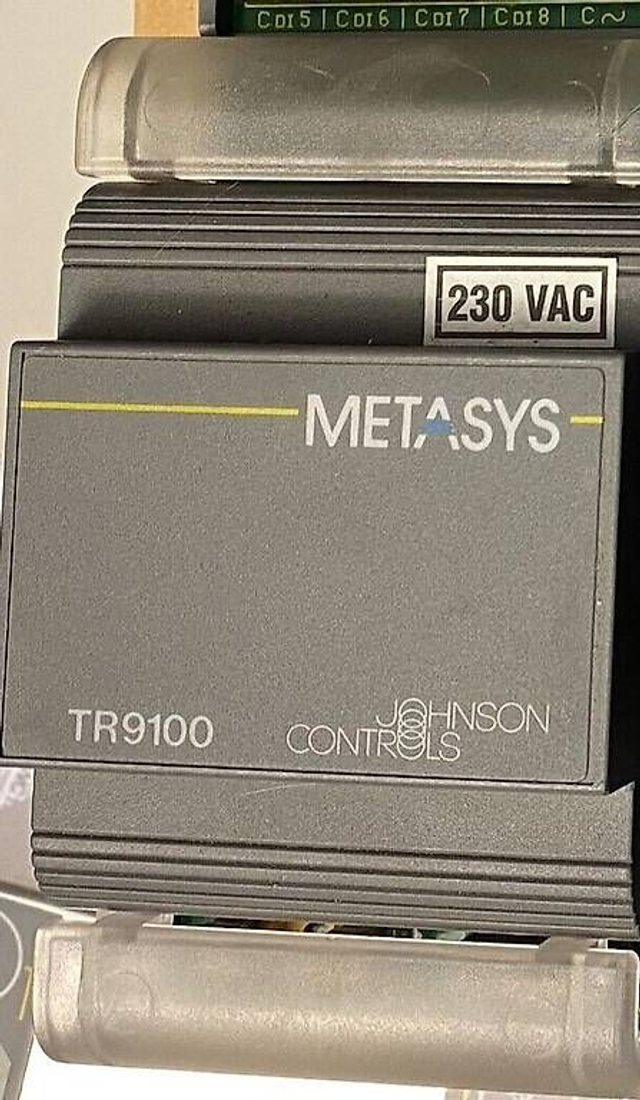 CDI5 | CDI6 | CDI7 | CDI8 | C~
230 VAC
METASYS
TR9100
JOHNSON
CONTROLS